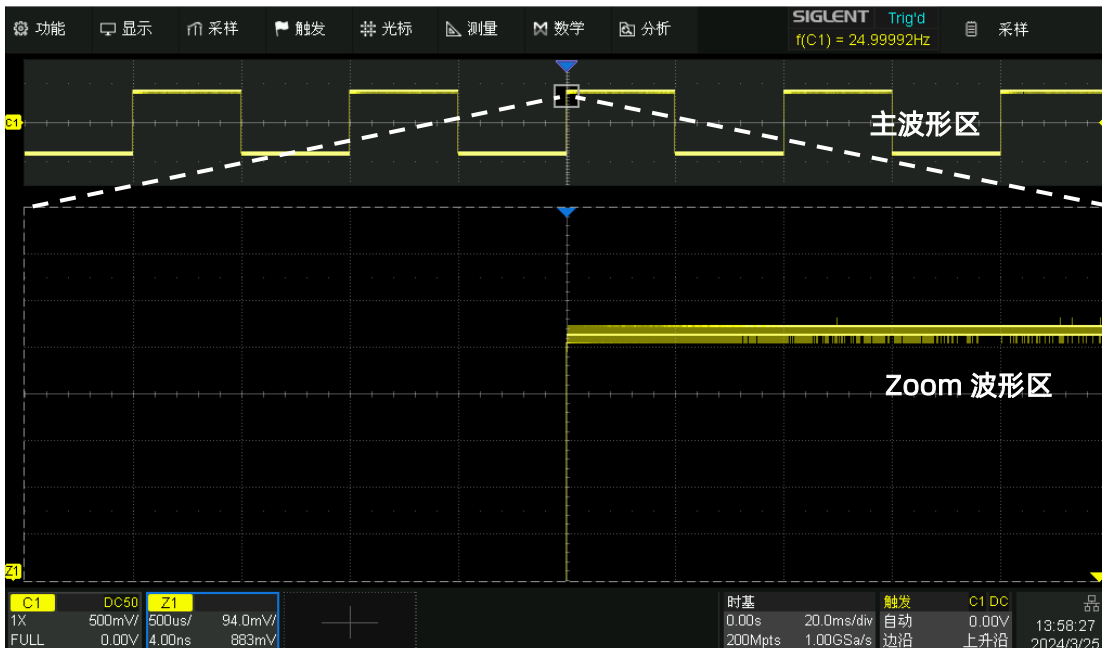 功能 显示 采样 触发 光标 测量 数学 分析 SIGLENT Trig'd 采样
f(C1) = 24.99992Hz
C1
主波形区
Zoom 波形区
Z1
C1 DC50 Z1 时基 触发 C1 DC
1X 500mV/ 500us/ 94.0mV/ 0.00s 20.0ms/div 自动 0.00V 13:58:27
FULL 0.00V 4.00ns 883mV 200Mpts 1.00GSa/s 边沿 上升沿 2024/3/25